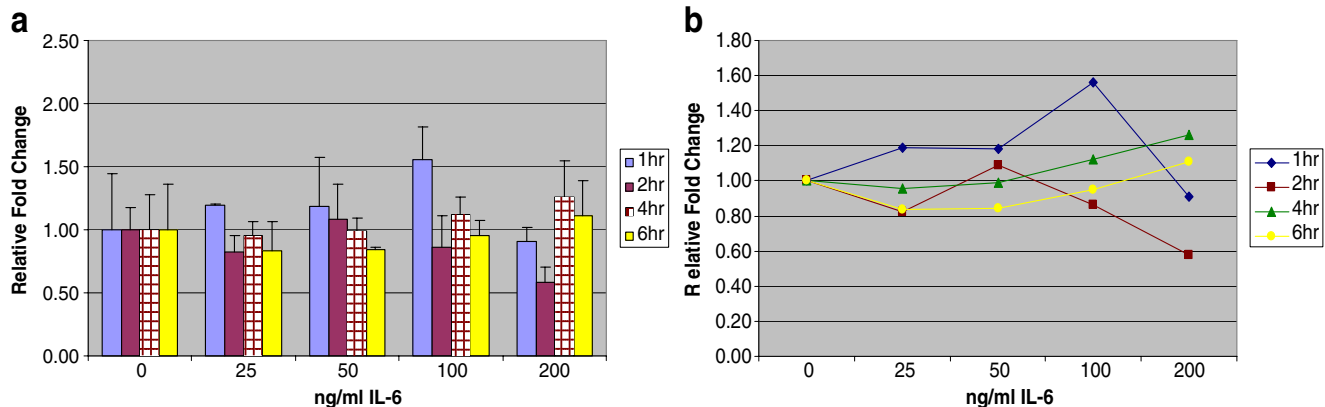 a
2.50
2.00
1.50
1.00
0.50
0.00
Relative Fold Change
0 25 50 100 200
ng/ml IL-6
1hr
2hr
4hr
6hr
b
1.80
1.60
1.40
1.20
1.00
0.80
0.60
0.40
0.20
0.00
R elative Fold Change
0 25 50 100 200
ng/ml IL-6
1hr
2hr
4hr
6hr